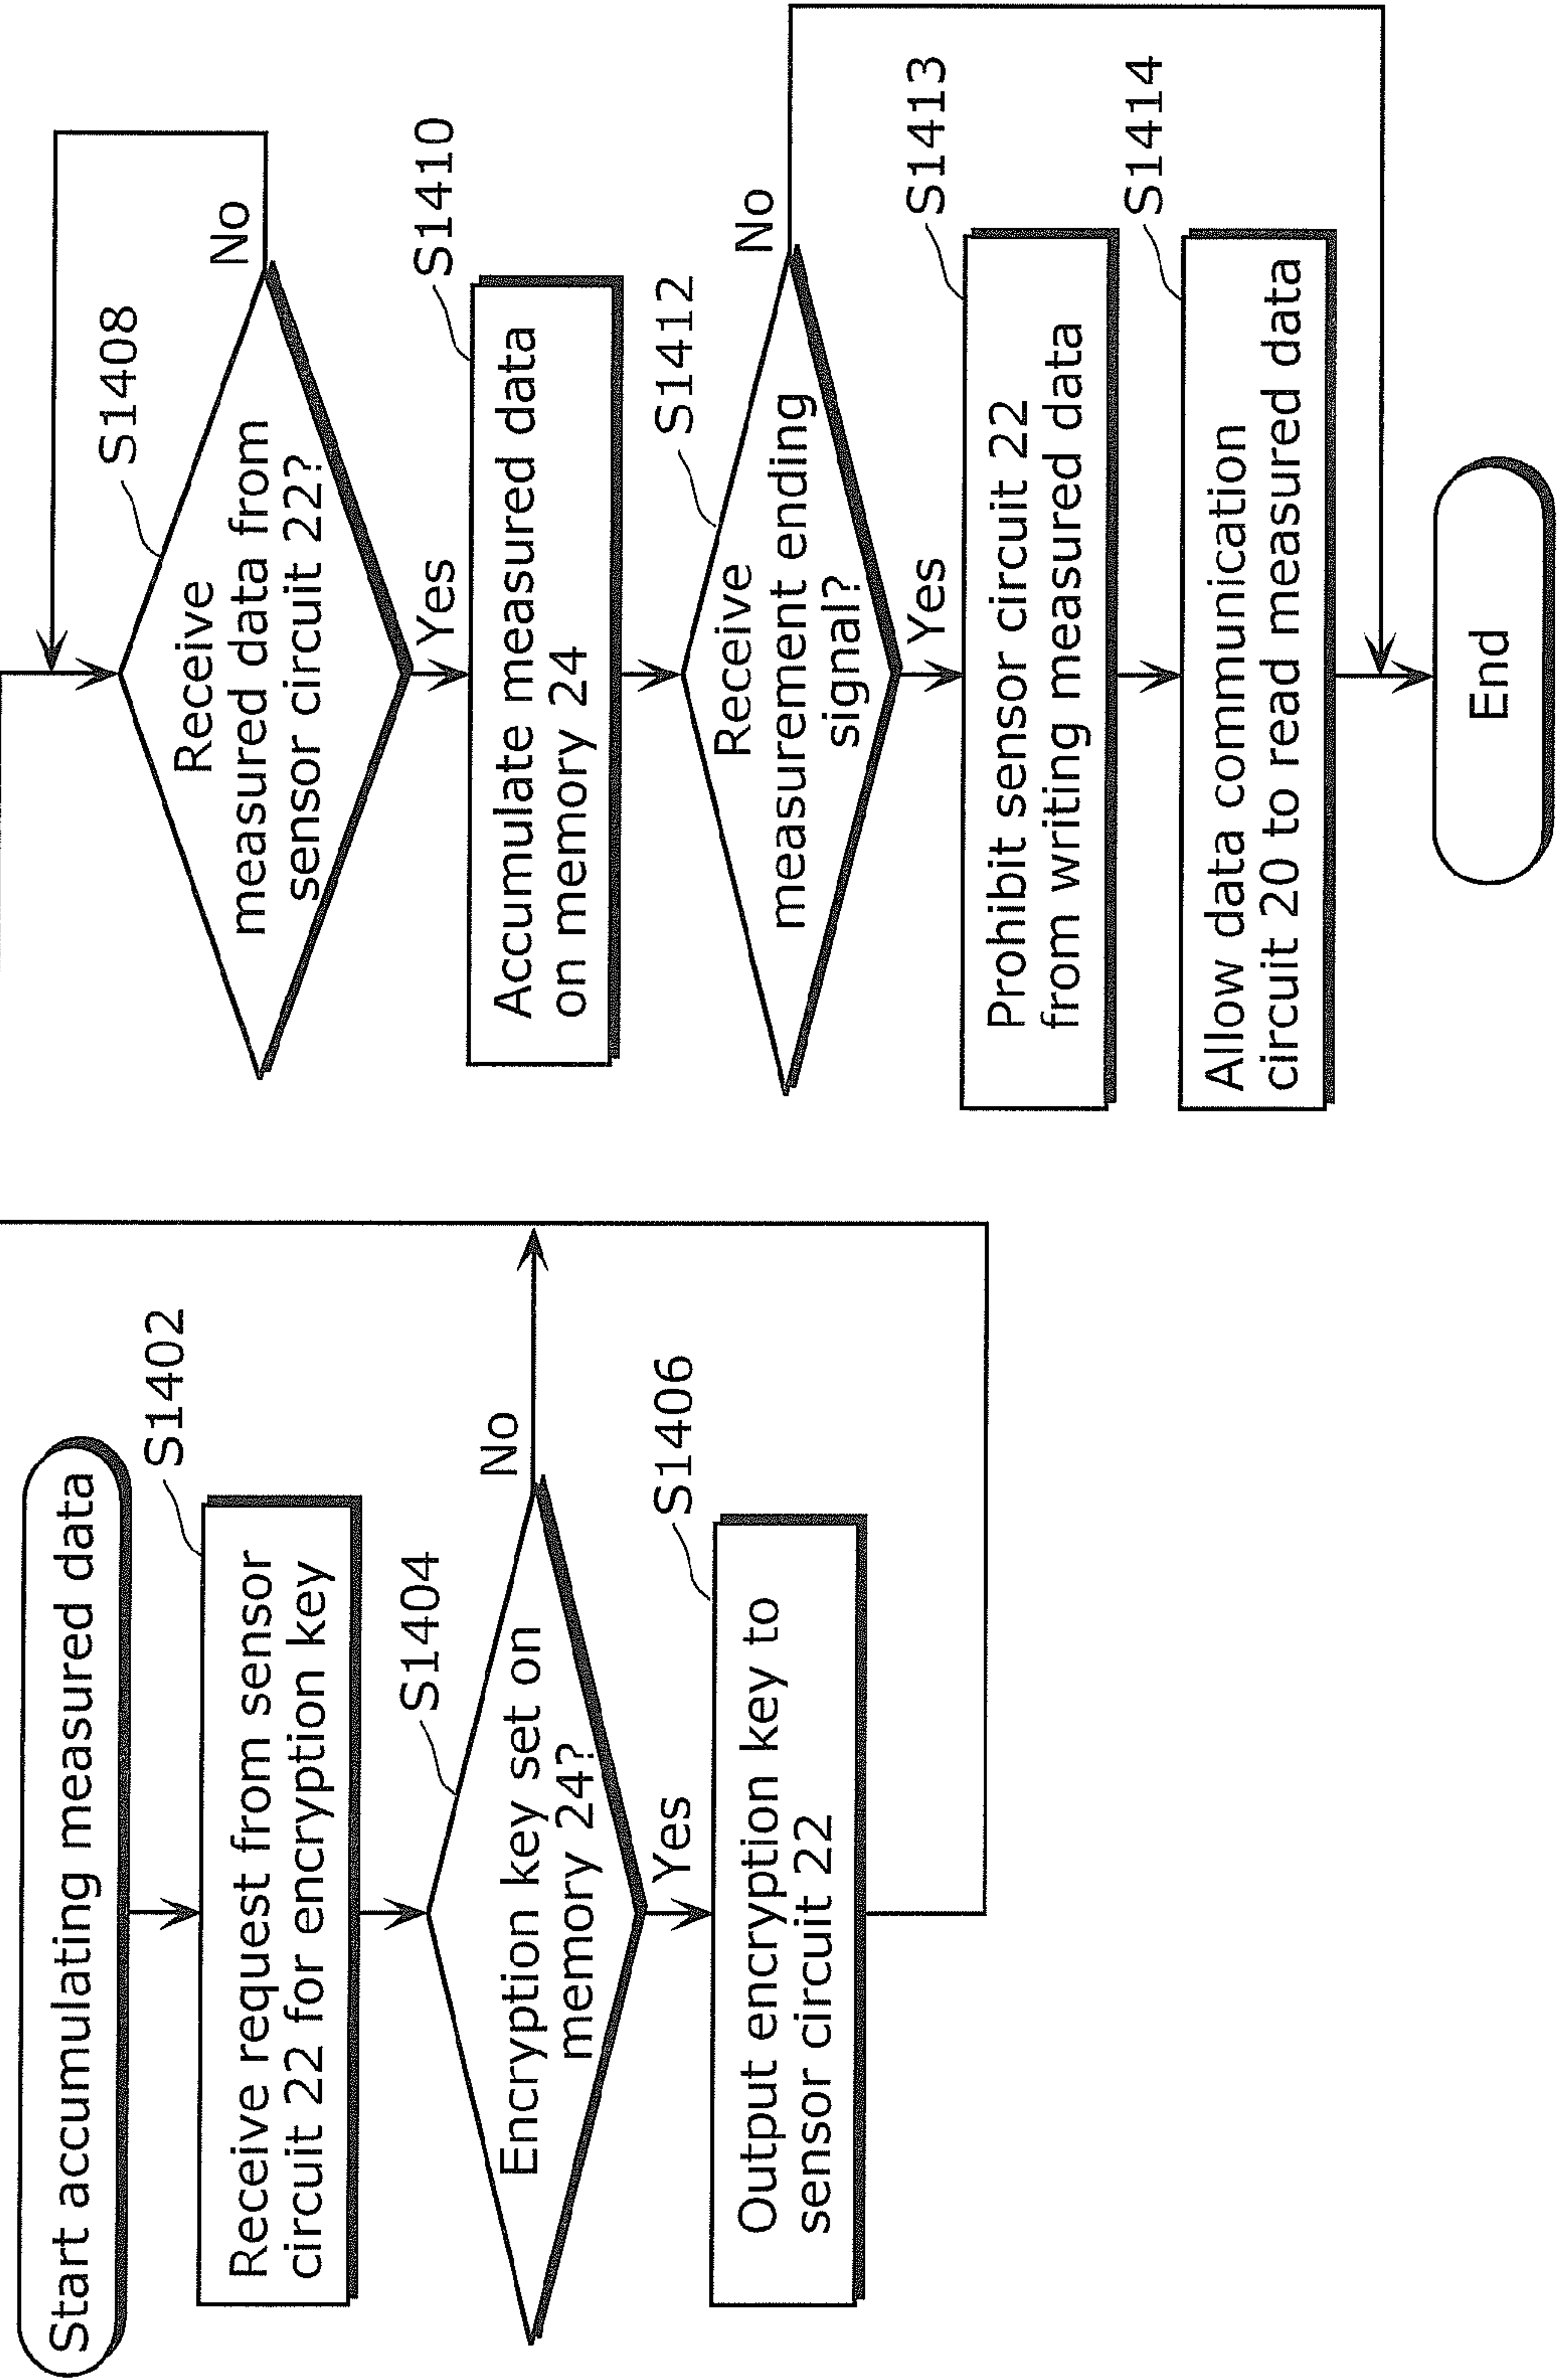 Start accumulating measured data
S1402
Receive request from sensor
circuit 22 for encryption key
S1404
Encryption key set on
memory 24?
No
Yes
S1406
Output encryption key to
sensor circuit 22
S1408
Receive
measured data from
sensor circuit 22?
No
Yes
S1410
Accumulate measured data
on memory 24
S1412
Receive
measurement ending
signal?
No
Yes
S1413
Prohibit sensor circuit 22
from writing measured data
S1414
Allow data communication
circuit 20 to read measured data
End